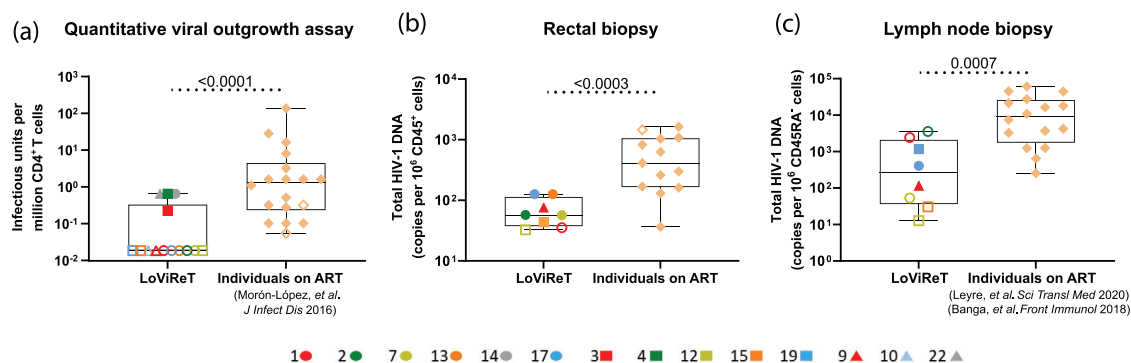 (a) Quantitative viral outgrowth assay
<0.0001
Infectious units per
million CD4+ T cells
10³
10²
10¹
10⁰
10⁻¹
10⁻²
LoViReT Individuals on ART
(Morón-López, et al.
J Infect Dis 2016)
(b) Rectal biopsy
<0.0003
Total HIV-1 DNA
(copies per 10⁶ CD45⁺ cells)
10⁴
10³
10²
10¹
LoViReT Individuals on ART
(c) Lymph node biopsy
0.0007
Total HIV-1 DNA
(copies per 10⁶ CD45RA⁻ cells)
10⁵
10⁴
10³
10²
10¹
10⁰
LoViReT Individuals on ART
(Leyre, et al. Sci Transl Med 2020)
(Banga, et al. Front Immunol 2018)
1 2 7 13 14 17 3 4 12 15 19 9 10 22